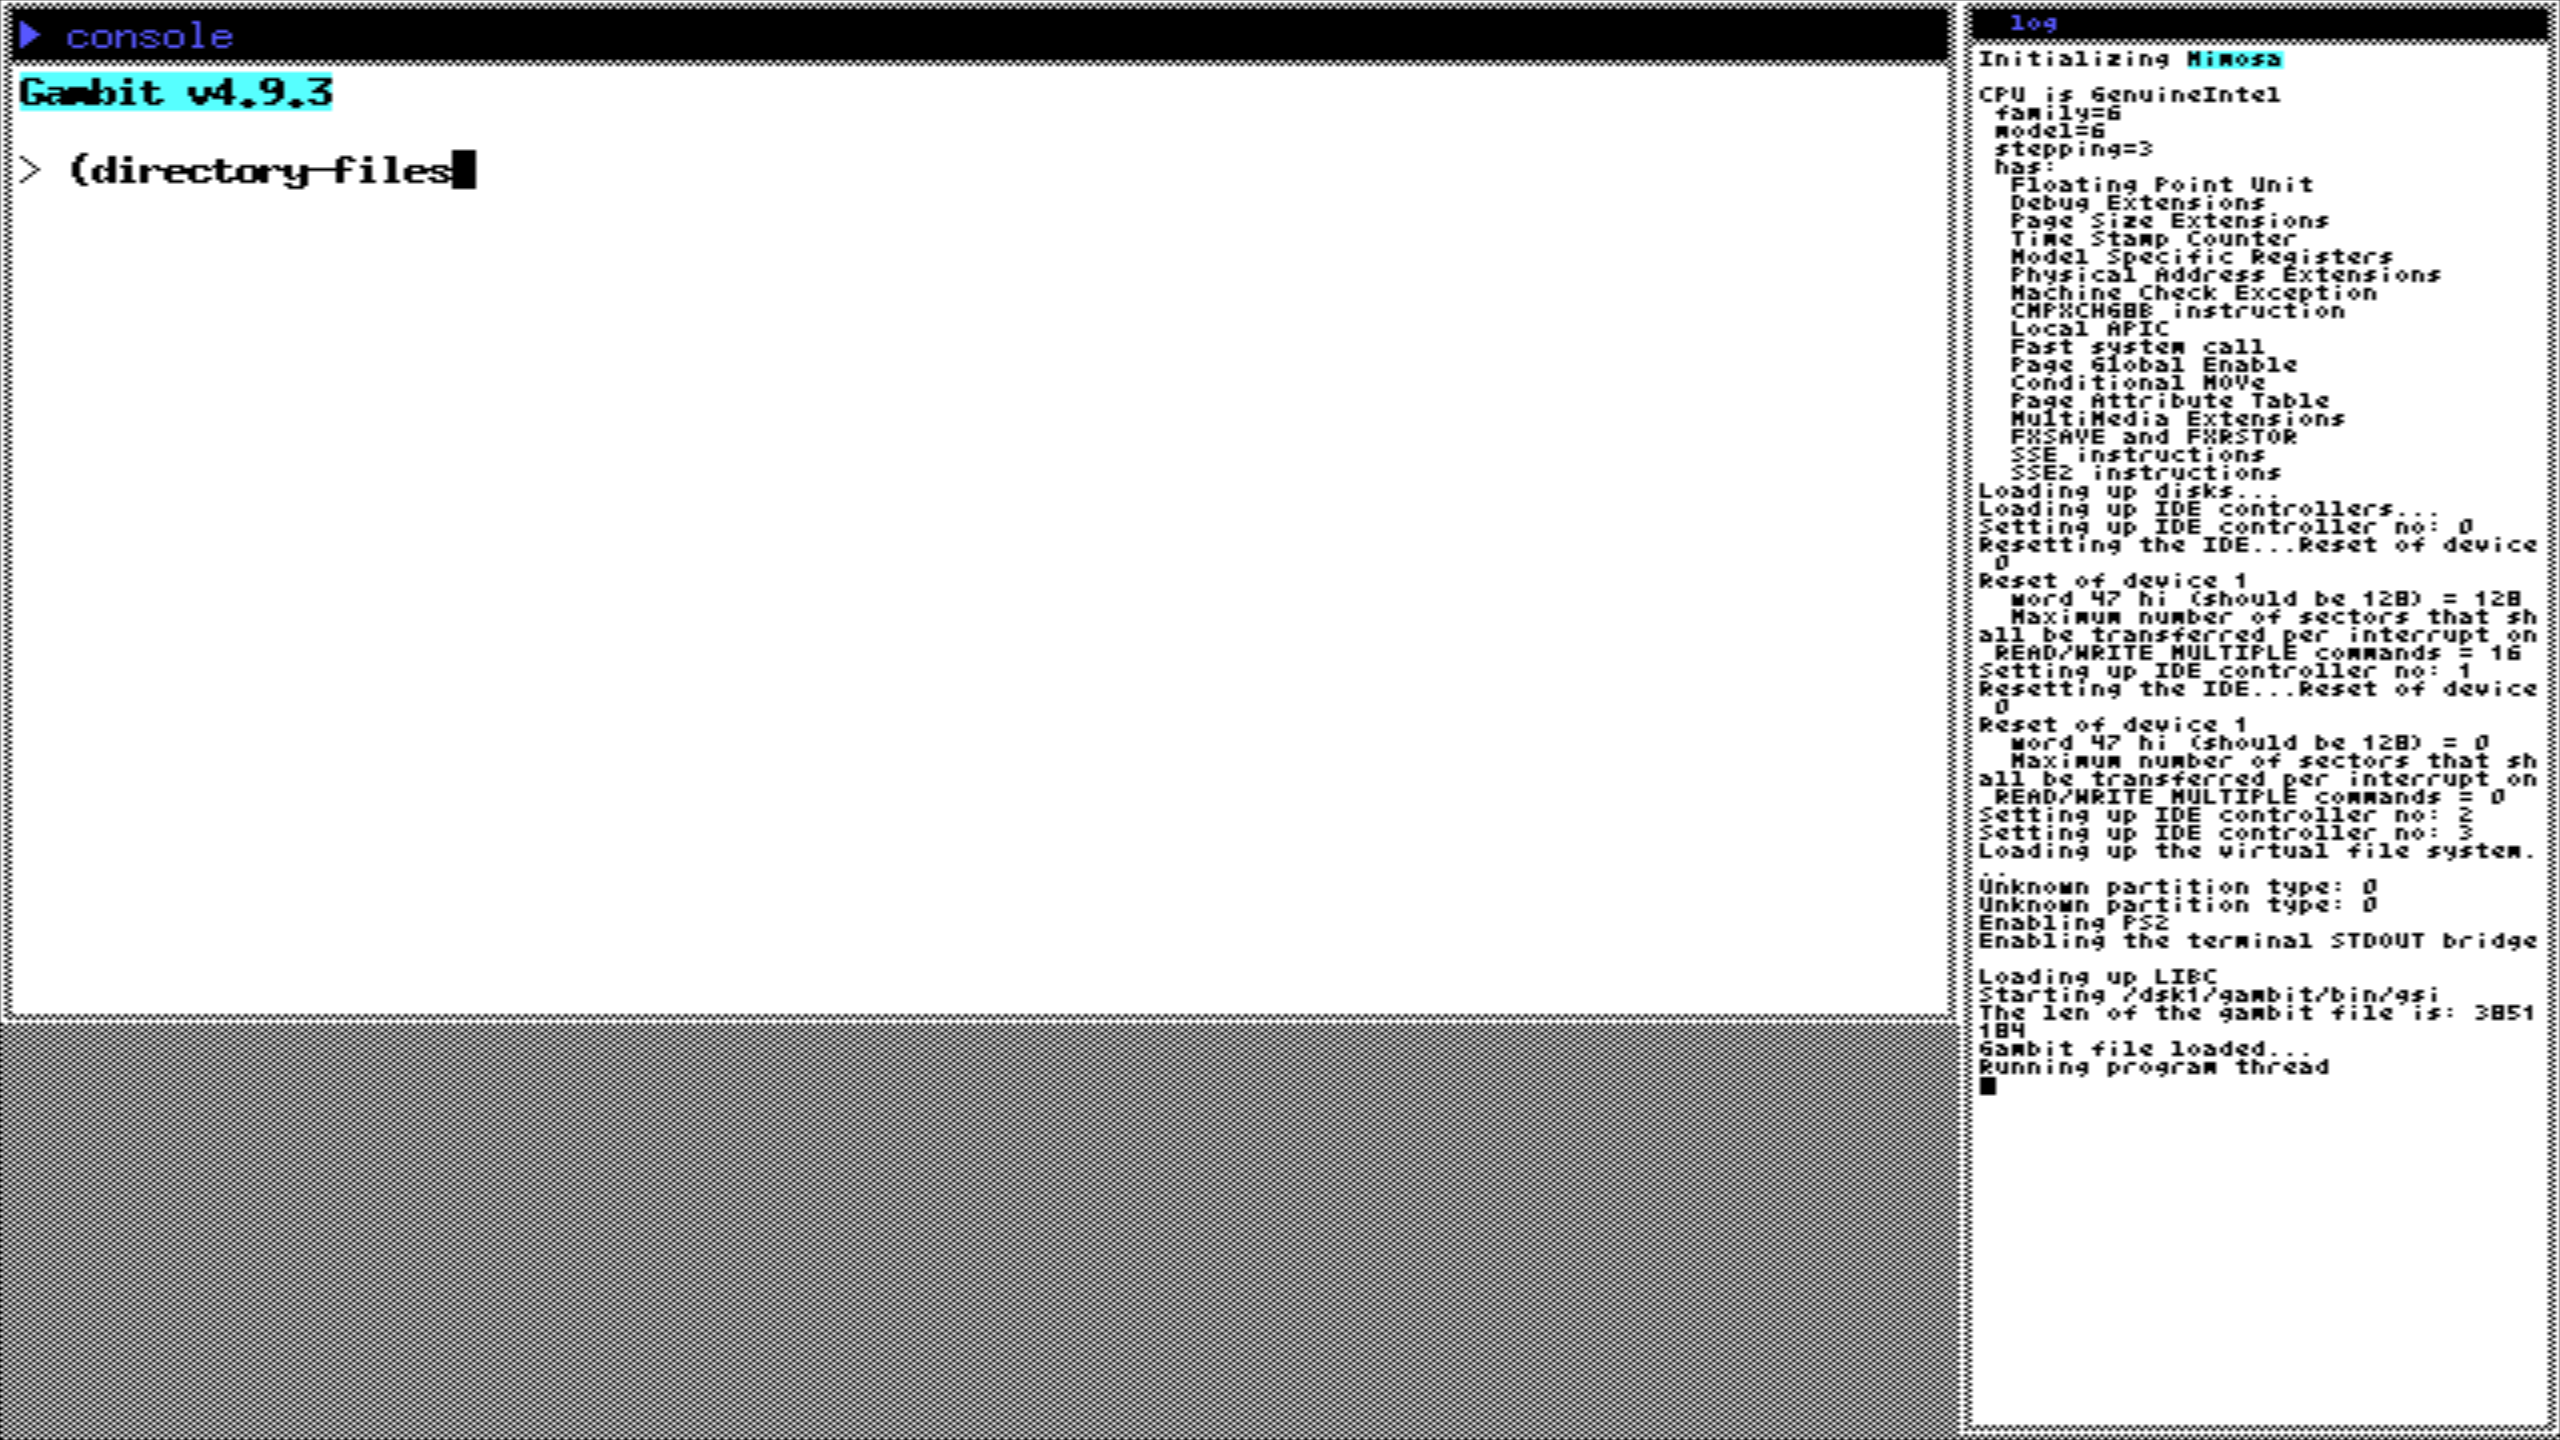 console
Gambit v4.9.3
> (directory-files
log
Initializing Mimosa
CPU is GenuineIntel
family=6
model=6
stepping=3
has:
Floating Point Unit
Debug Extensions
Page Size Extensions
Time Stamp Counter
Model Specific Registers
Physical Address Extensions
Machine Check Exception
CMPXCHG8B instruction
Local APIC
Fast system call
Page Global Enable
Conditional MOVe
Page Attribute Table
MultiMedia Extensions
FXSAVE and FXRSTOR
SSE instructions
SSE2 instructions
Loading up disks...
Loading up IDE controllers...
Setting up IDE controller no: 0
Resetting the IDE...Reset of device
0
Reset of device 1
word 47 hi (should be 128) = 128
Maximum number of sectors that sh
all be transferred per interrupt on
READ/WRITE MULTIPLE commands = 16
Setting up IDE controller no: 1
Resetting the IDE...Reset of device
0
Reset of device 1
word 47 hi (should be 128) = 0
Maximum number of sectors that sh
all be transferred per interrupt on
READ/WRITE MULTIPLE commands = 0
Setting up IDE controller no: 2
Setting up IDE controller no: 3
Loading up the virtual file system.
..
Unknown partition type: 0
Unknown partition type: 0
Enabling PS2
Enabling the terminal STDOUT bridge
Loading up LIBC
Starting /dsk1/gambit/bin/gsi
The len of the gambit file is: 3851
184
Gambit file loaded...
Running program thread